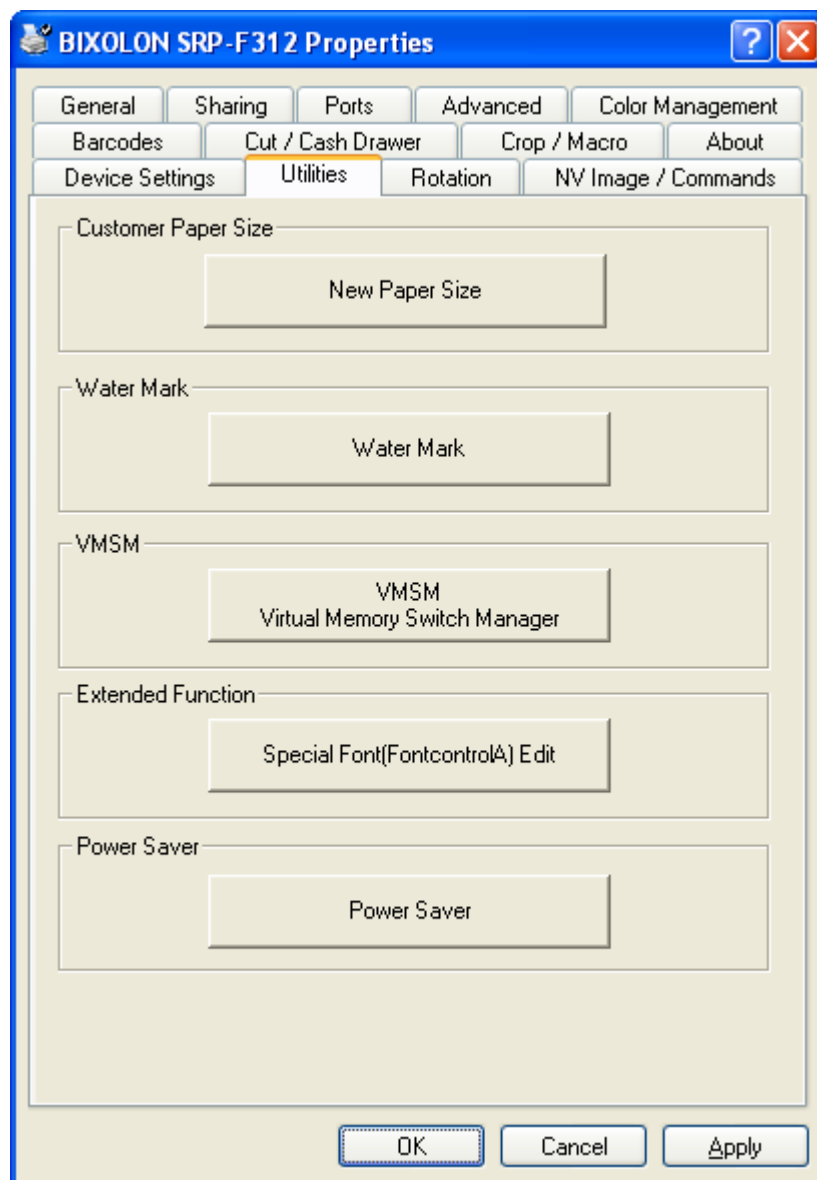 BIXOLON SRP-F312 Properties ?
General Sharing Ports Advanced Color Management
Barcodes Cut / Cash Drawer Crop / Macro About
Device Settings Utilities Rotation NV Image / Commands
Customer Paper Size
New Paper Size
Water Mark
Water Mark
VMSM
VMSM
Virtual Memory Switch Manager
Extended Function
Special Font(FontcontrolA) Edit
Power Saver
Power Saver
OK Cancel Apply